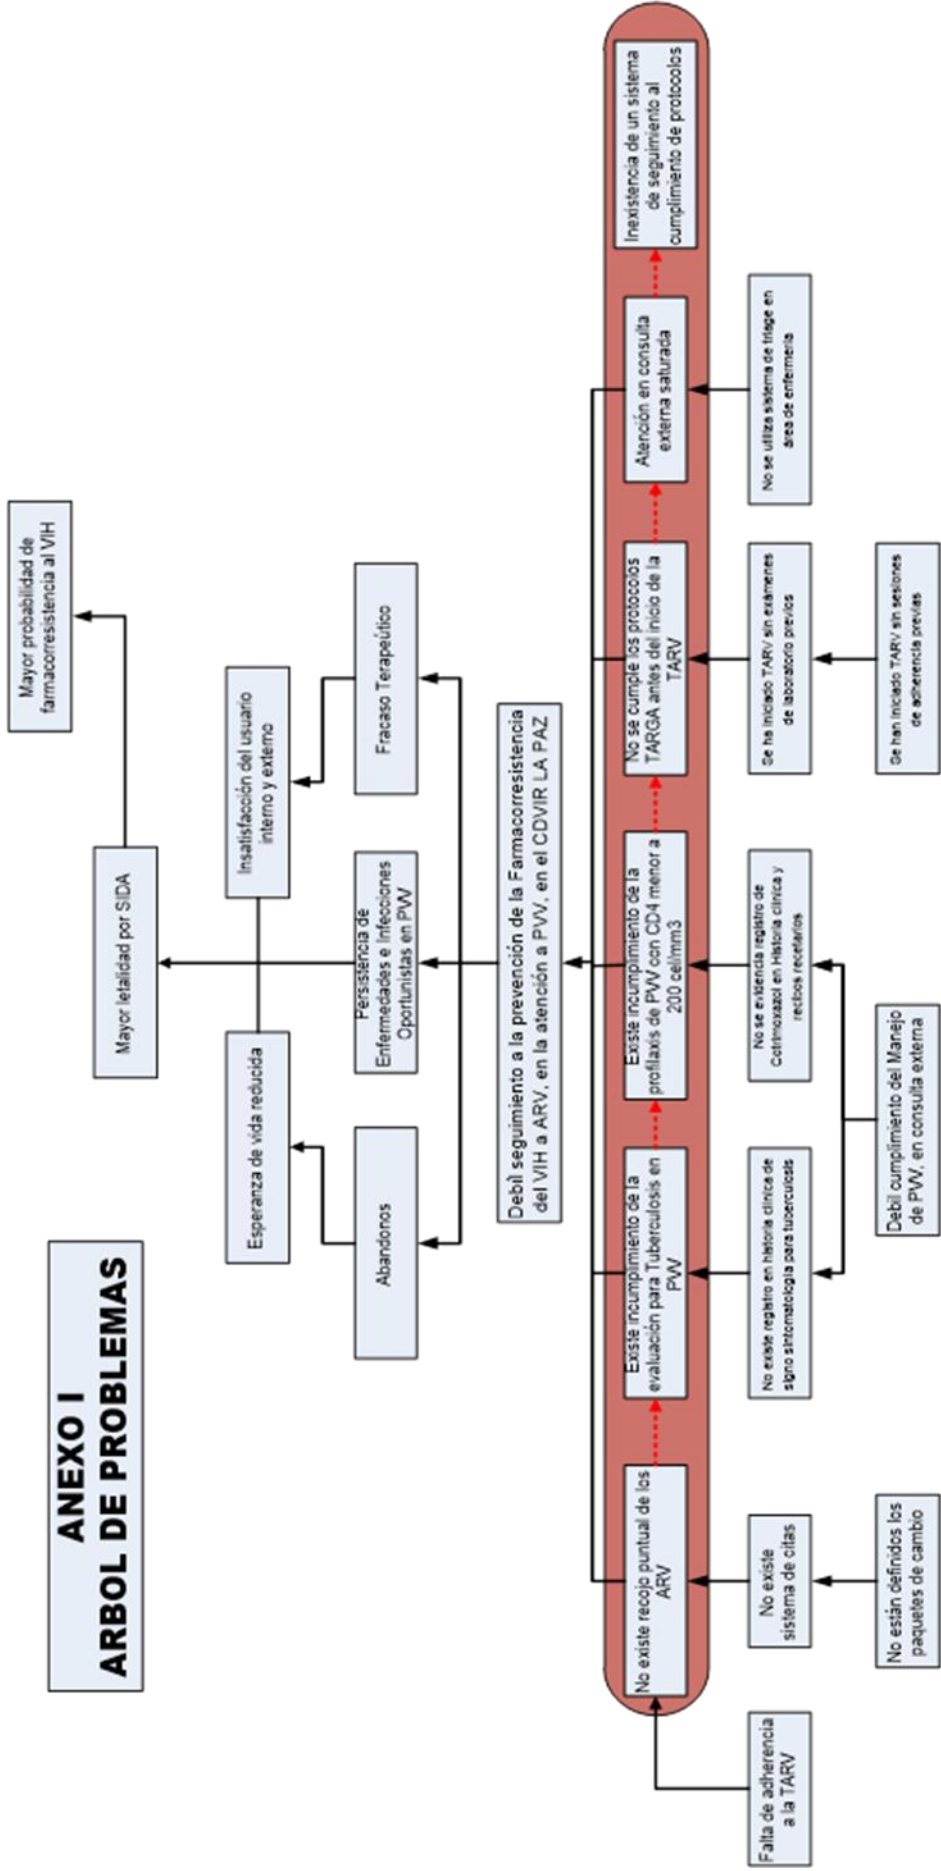 ANEXO I
ARBOL DE PROBLEMAS
Mayor probabilidad de
farmacorresistencia al VIH
Mayor letalidad por SIDA
Esperanza de vida reducida
Insatisfacción del usuario
interno y externo
Abandonos
Persistencia de
Enfermedades e Infecciones
Oportunistas en PVV
Fracaso Terapeútico
Debil seguimiento a la prevención de la Farmacorresistencia
del VIH a ARV, en la atención a PVV, en el CDVIR LA PAZ
No existe recojo puntual de los
ARV
Existe incumplimiento de la
evaluación para Tuberculosis en
PVV
Existe incumplimiento de la
profilaxis de PVV con CD4 menor a
200 cel/mm3
No se cumple los protocolos
TARGA antes del inicio de la
TARV
Atención en consulta
externa saturada
Inexistencia de un sistema
de seguimiento al
cumplimiento de protocolos
Falta de adherencia
a la TARV
No existe
sistema de citas
No existe registro en historia clínica de
signo sintomatología para tuberculosis
No se evidencia registro de
Cotrimoxazol en Historia clínica y
recibos recetarios
Se ha iniciado TARV sin exámenes
de laboratorio previos
No se utiliza sistema de triage en
área de enfermería
No están definidos los
paquetes de cambio
Debil cumplimiento del Manejo
de PVV, en consulta externa
Se han iniciado TARV sin sesiones
de adherencia previas